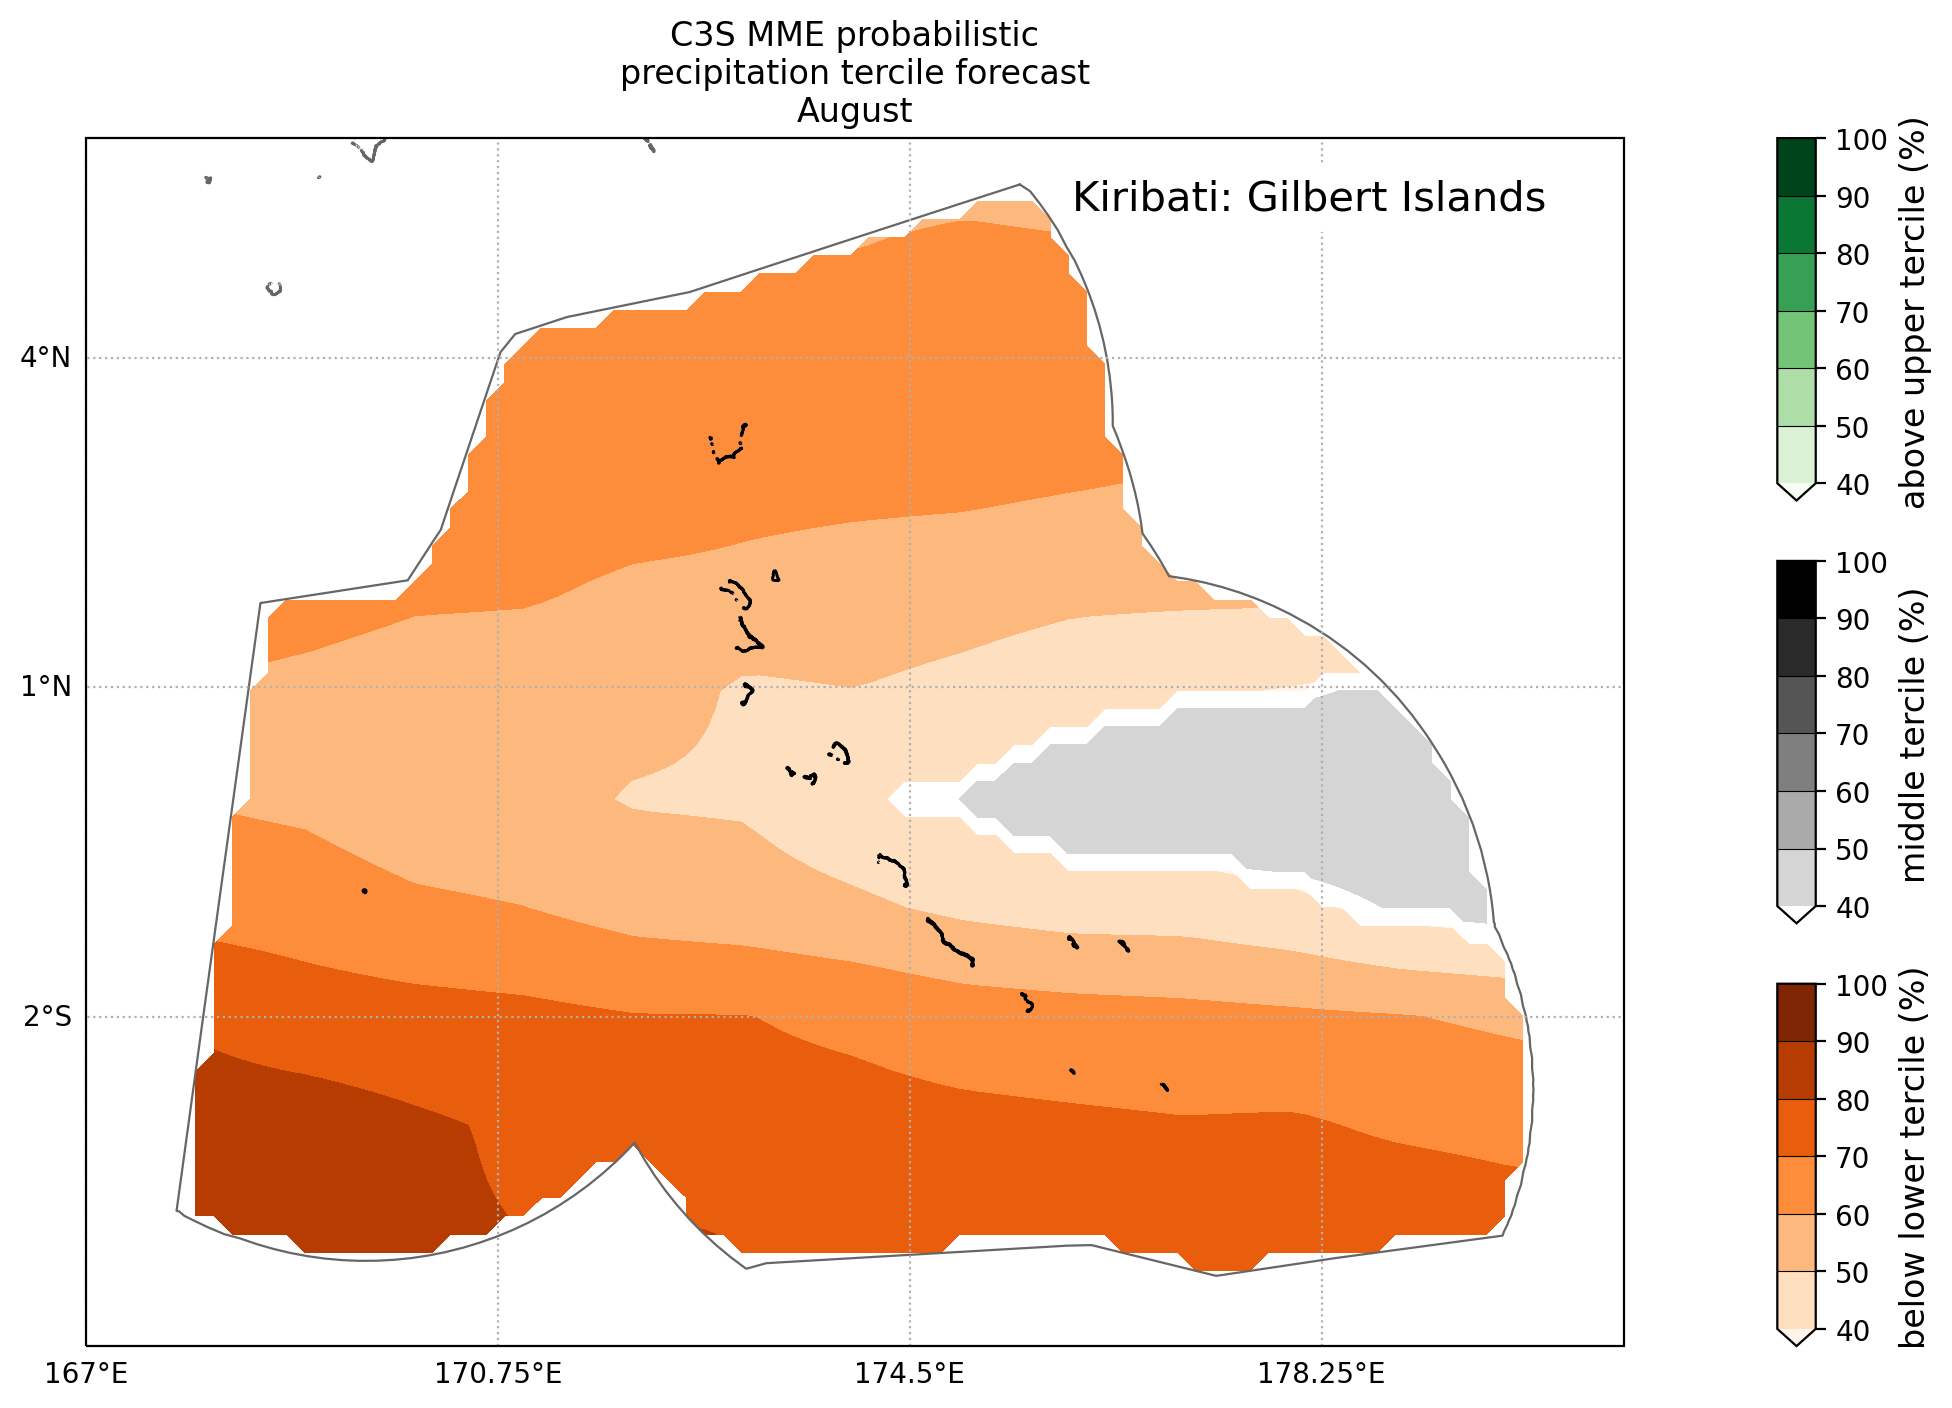 C3S MME probabilistic
precipitation tercile forecast
August
Kiribati: Gilbert Islands
4°N
1°N
2°S
167°E
170.75°E
174.5°E
178.25°E
100
90
80
70
60
50
40
above upper tercile (%)
100
90
80
70
60
50
40
middle tercile (%)
100
90
80
70
60
50
40
below lower tercile (%)